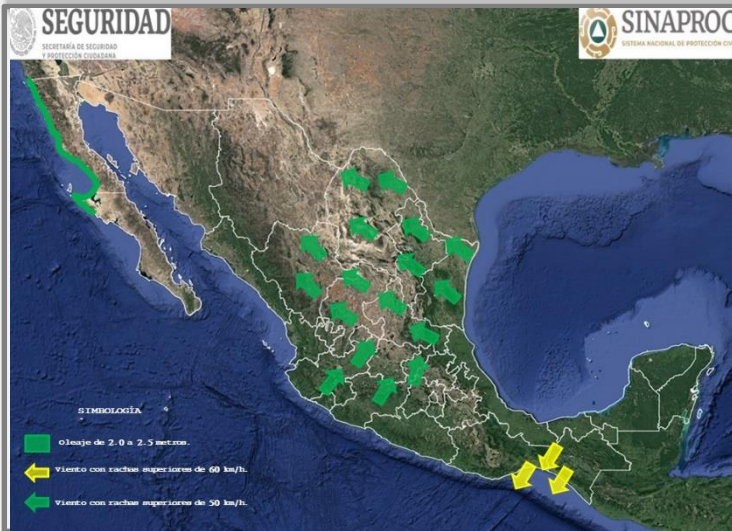 SEGURIDAD
SECRETARÍA DE SEGURIDAD
Y PROTECCIÓN CIUDADANA
SINAPROC
SISTEMA NACIONAL DE PROTECCIÓN CIV
SIMBOLOGÍA
Oleaje de 2.0 a 2.5 metros.
Viento con rachas superiores de 60 km/h.
Viento con rachas superiores de 50 km/h.